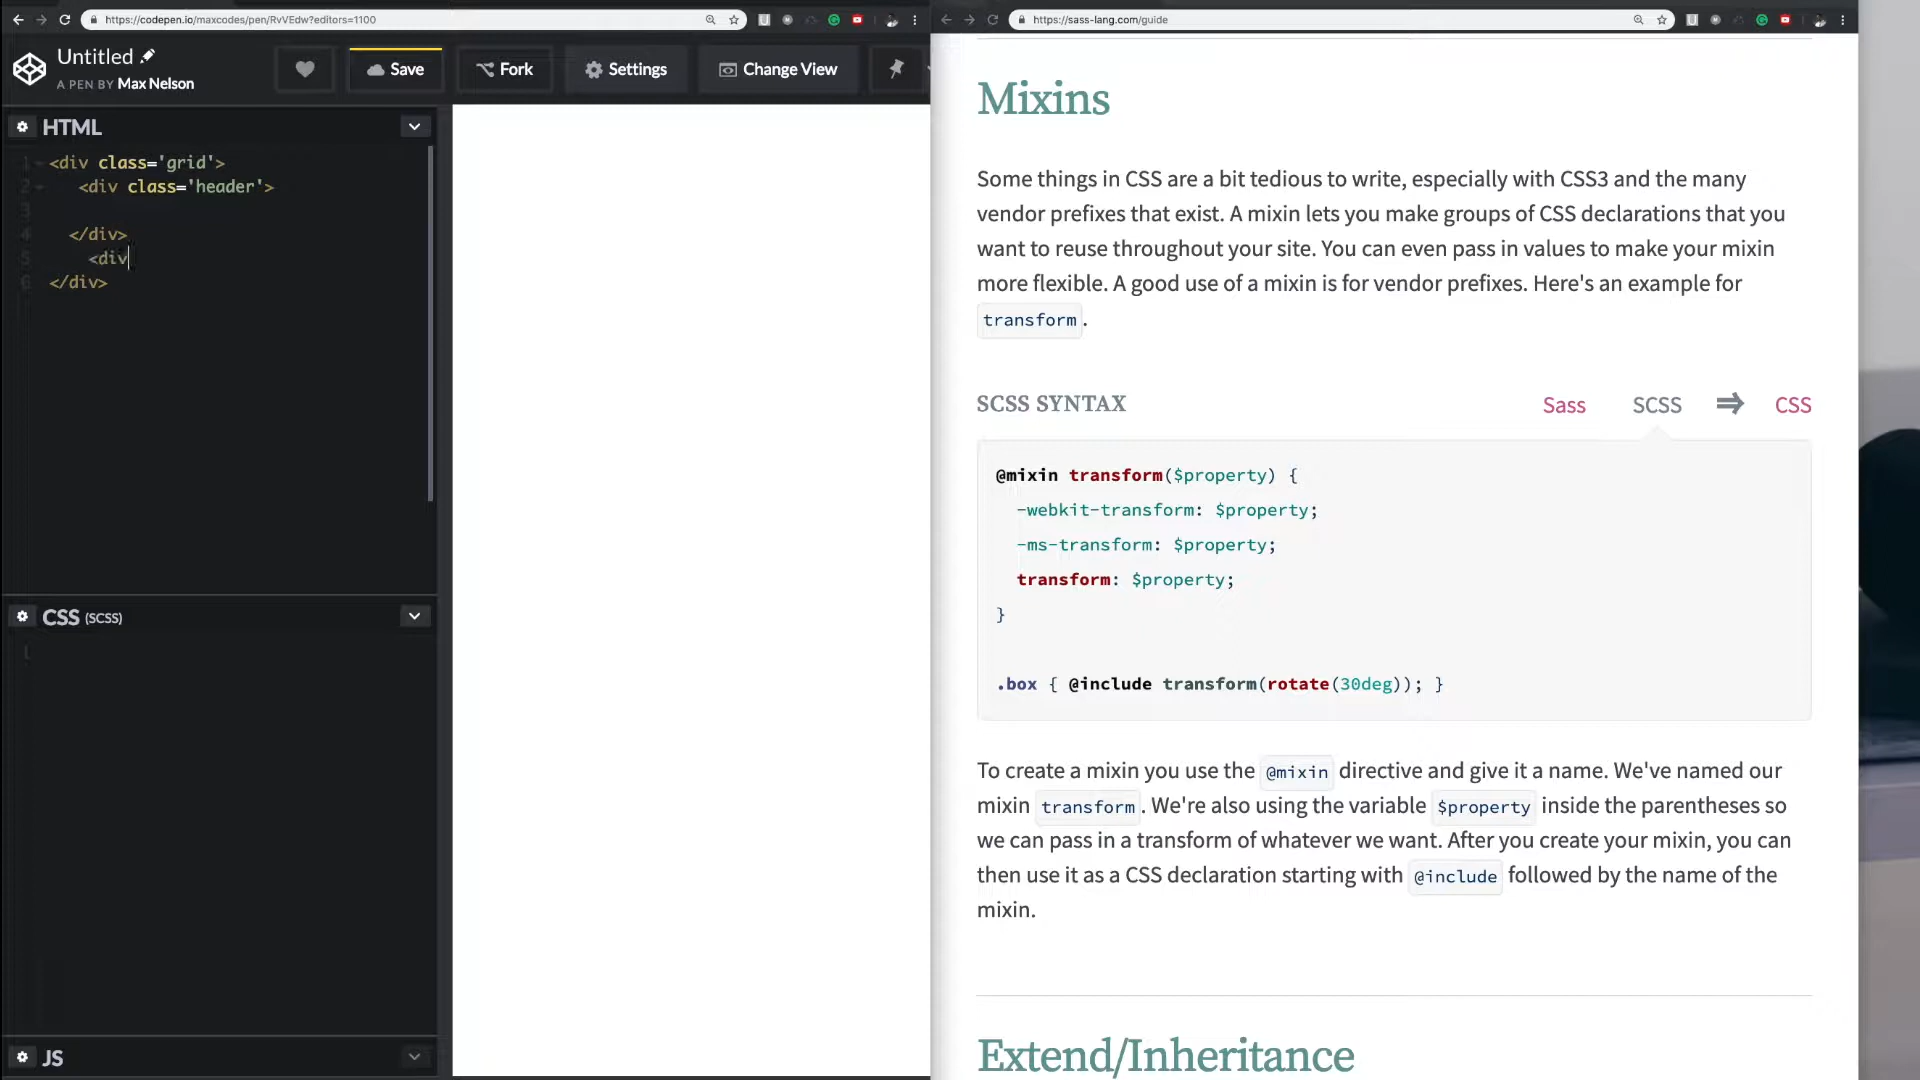 https://codepen.io/maxcodes/pen/RvVEdw?editors=1100
Untitled
A PEN BY Max Nelson
Save
Fork
Settings
Change View
HTML
1 <div class='grid'>
2 <div class='header'>
3
4 </div>
5 <div
6 </div>
CSS (SCSS)
1
JS
https://sass-lang.com/guide
Mixins
Some things in CSS are a bit tedious to write, especially with CSS3 and the many
vendor prefixes that exist. A mixin lets you make groups of CSS declarations that you
want to reuse throughout your site. You can even pass in values to make your mixin
more flexible. A good use of a mixin is for vendor prefixes. Here's an example for
transform.
SCSS SYNTAX
Sass SCSS ⇒ CSS
@mixin transform($property) {
-webkit-transform: $property;
-ms-transform: $property;
transform: $property;
}
.box { @include transform(rotate(30deg)); }
To create a mixin you use the @mixin directive and give it a name. We've named our
mixin transform. We're also using the variable $property inside the parentheses so
we can pass in a transform of whatever we want. After you create your mixin, you can
then use it as a CSS declaration starting with @include followed by the name of the
mixin.
Extend/Inheritance